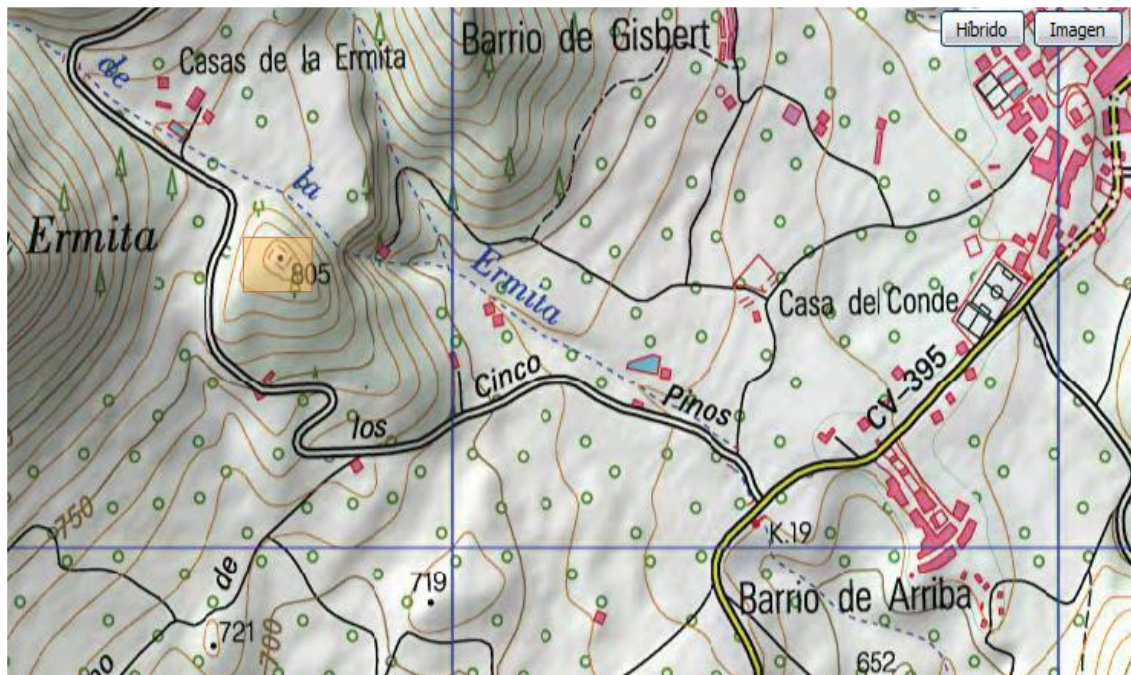 Híbrido
Imagen
Barrio de Gisbert
Casas de la Ermita
de
la
Ermita
805
Ermita
Casa del Conde
Cinco
Pinos
los
CV-395
750
K.19
de
719
Barrio de Arriba
721
700
652
no